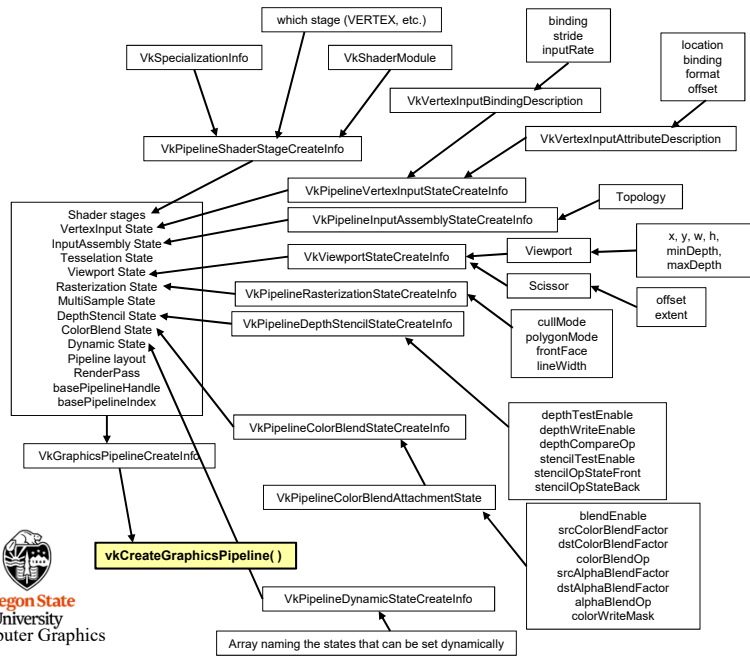 which stage (VERTEX, etc.)
binding
stride
inputRate
location
binding
format
offset
VkSpecializationInfo
VkShaderModule
VkVertexInputBindingDescription
VkPipelineShaderStageCreateInfo
VkVertexInputAttributeDescription
VkPipelineVertexInputStateCreateInfo
Topology
VkPipelineInputAssemblyStateCreateInfo
Shader stages
VertexInput State
InputAssembly State
Tesselation State
Viewport State
Rasterization State
MultiSample State
DepthStencil State
ColorBlend State
Dynamic State
Pipeline layout
RenderPass
basePipelineHandle
basePipelineIndex
VkViewportStateCreateInfo
Viewport
x, y, w, h,
minDepth,
maxDepth
Scissor
offset
extent
VkPipelineRasterizationStateCreateInfo
cullMode
polygonMode
frontFace
lineWidth
VkPipelineDepthStencilStateCreateInfo
depthTestEnable
depthWriteEnable
depthCompareOp
stencilTestEnable
stencilOpStateFront
stencilOpStateBack
VkPipelineColorBlendStateCreateInfo
VkGraphicsPipelineCreateInfo
VkPipelineColorBlendAttachmentState
blendEnable
srcColorBlendFactor
dstColorBlendFactor
colorBlendOp
srcAlphaBlendFactor
dstAlphaBlendFactor
alphaBlendOp
colorWriteMask
vkCreateGraphicsPipeline( )
VkPipelineDynamicStateCreateInfo
Array naming the states that can be set dynamically
egon State
University
puter Graphics